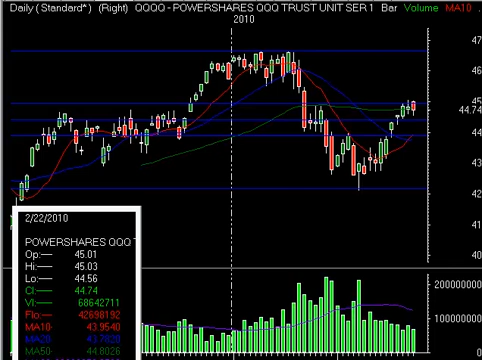 Daily ( Standard* ) (Right) QQQQ - POWERSHARES QQQ TRUST UNIT SER 1 Bar Volume MA10
2010
47
46
45
44.74
44
43
42
41
40
2/22/2010
POWERSHARES QQQ T
Op:— 45.01
Hi:— 45.03
Lo:— 44.56
Cl:— 44.74
Vl:— 68642711
Flo:— 42698192
MA10- 43.9540
MA20- 43.7820
MA50- 44.8026
200000000
100000000
0